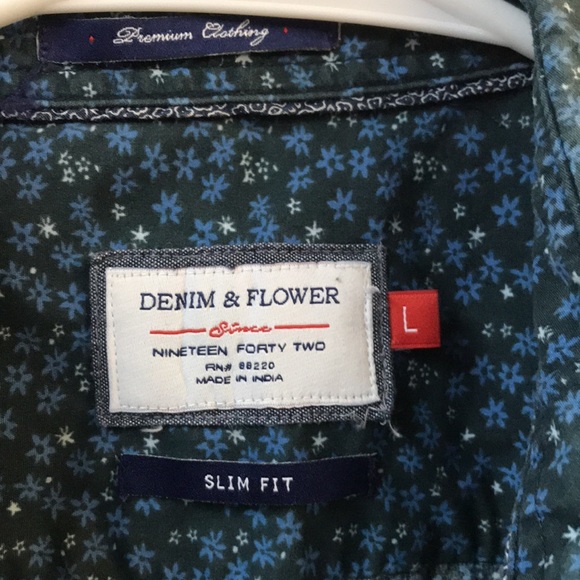 Premium Clothing
DENIM & FLOWER
Since
NINETEEN FORTY TWO
RN# 88220
MADE IN INDIA
L
SLIM FIT